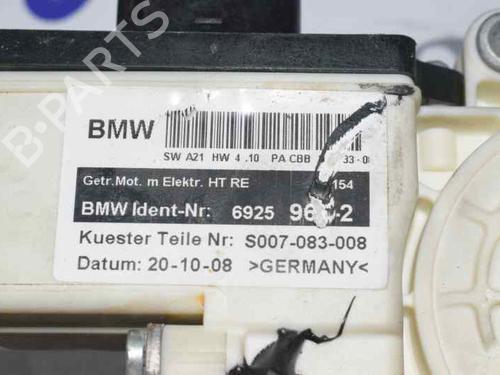 BMW
SW A21 HW 4.10 PA CBB
Getr.Mot. m Elektr. HT RE 154
BMW Ident-Nr: 6925
Kuester Teile Nr: S007-083-008
Datum: 20-10-08 >GERMANY<
B-PARTS